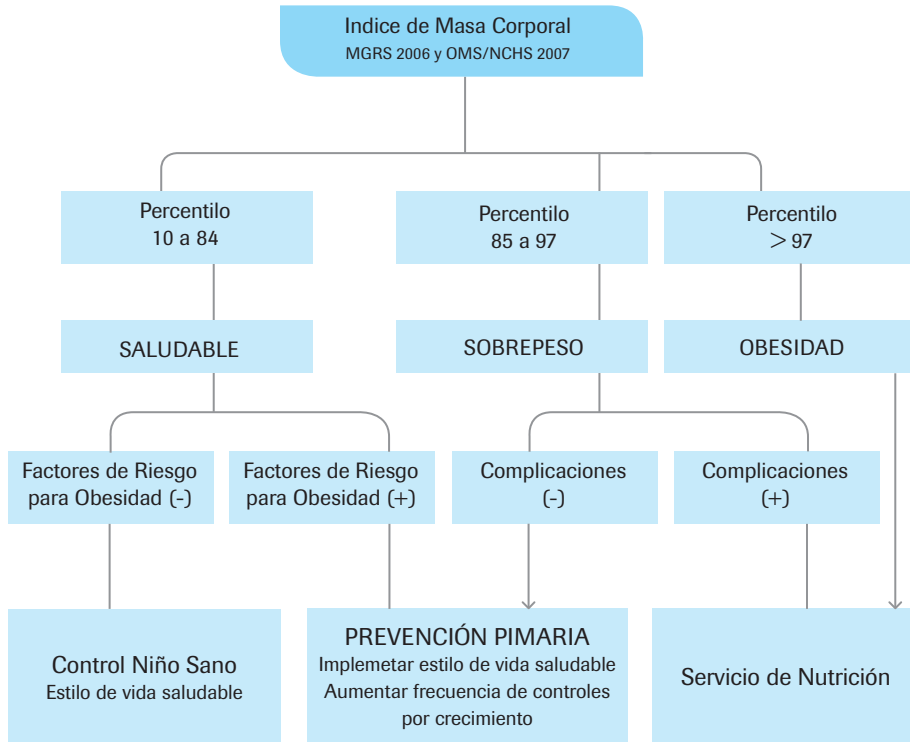 Indice de Masa Corporal
MGRS 2006 y OMS/NCHS 2007
Percentilo
10 a 84
Percentilo
85 a 97
Percentilo
> 97
SALUDABLE
SOBREPESO
OBESIDAD
Factores de Riesgo
para Obesidad (-)
Factores de Riesgo
para Obesidad (+)
Complicaciones
(-)
Complicaciones
(+)
Control Niño Sano
Estilo de vida saludable
PREVENCIÓN PIMARIA
Implemetar estilo de vida saludable
Aumentar frecuencia de controles
por crecimiento
Servicio de Nutrición